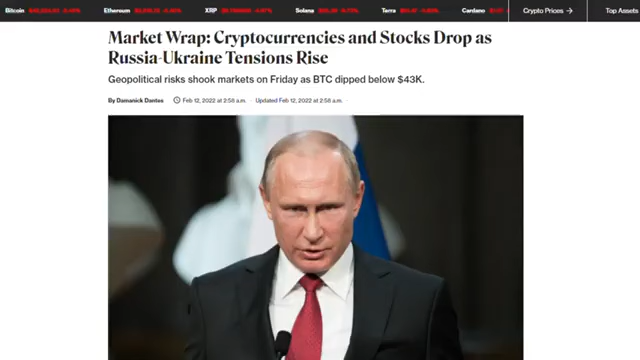 Bitcoin Ethereum XRP Solana Terra Cardano Crypto Prices → Top Assets
Market Wrap: Cryptocurrencies and Stocks Drop as
Russia-Ukraine Tensions Rise
Geopolitical risks shook markets on Friday as BTC dipped below $43K.
By Damanick Dantes Feb 12, 2022 at 2:58 a.m. · Updated Feb 12, 2022 at 2:58 a.m.